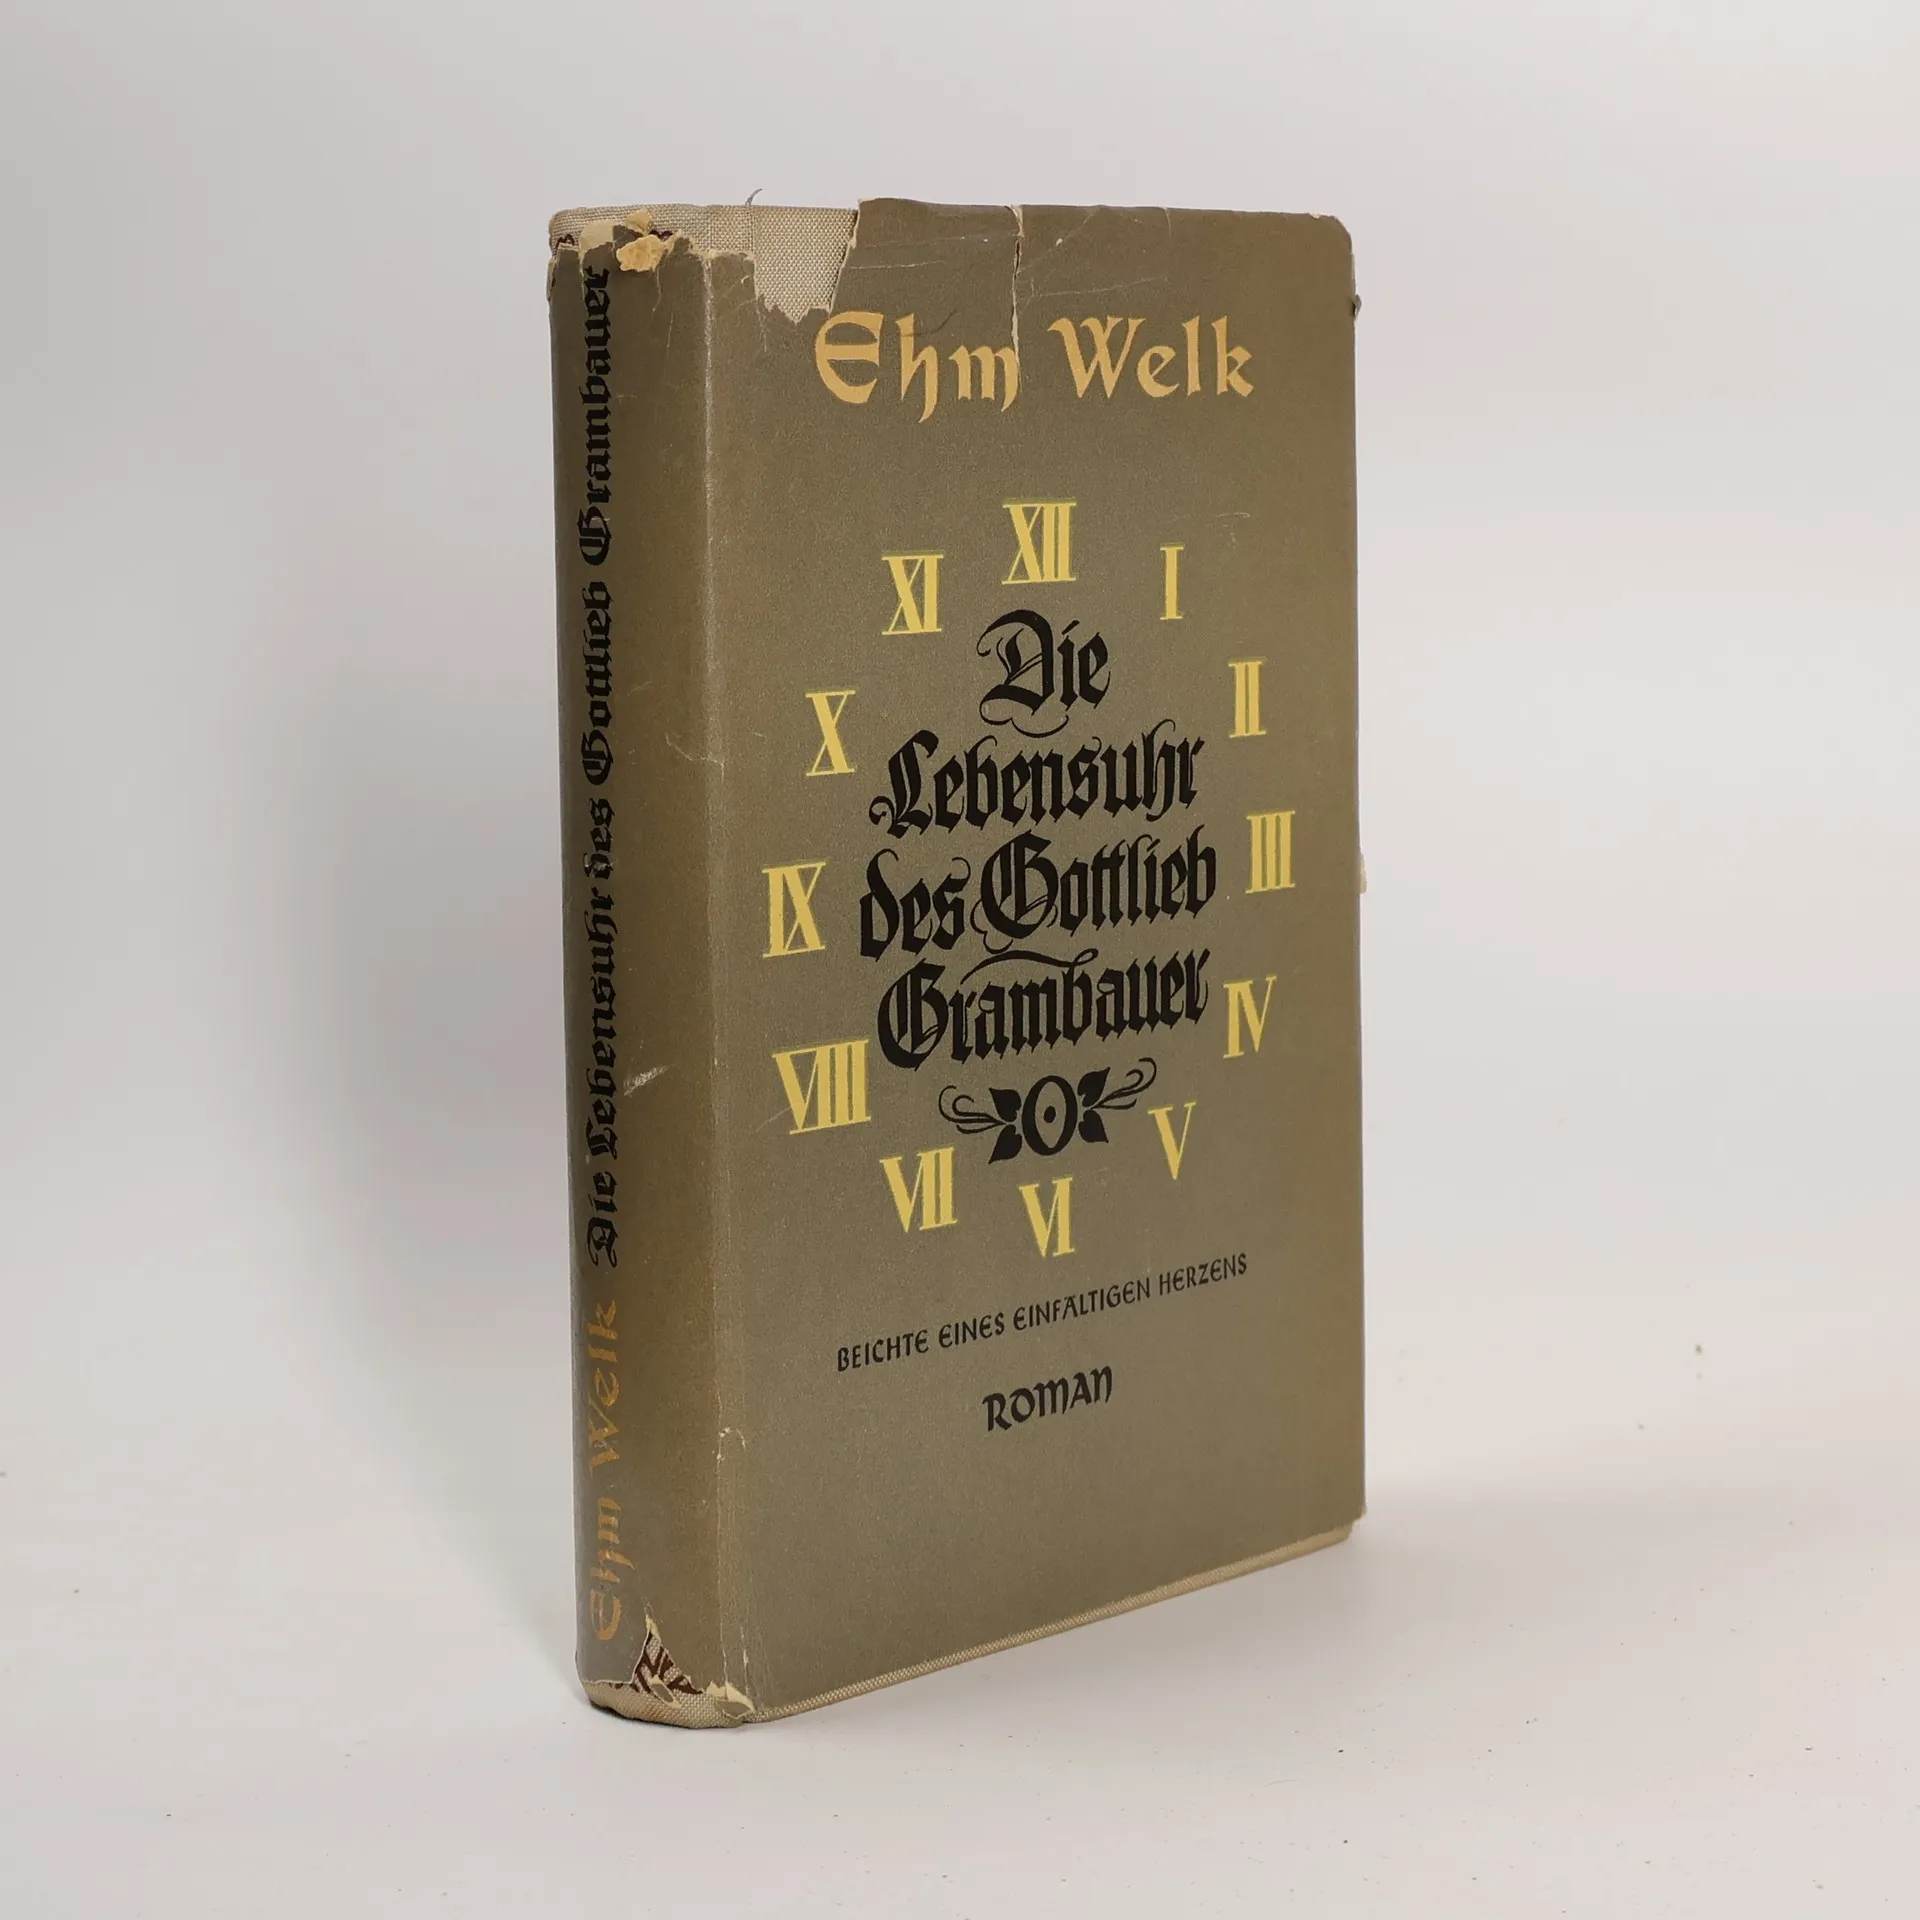 Ehm Welk
XII
XI
I
X
II
IX
III
VIII
IV
VII
V
VI
Die
Lebensuhr
des Gottlieb
Grambauer
BEICHTE EINES EINFÄLTIGEN HERZENS
ROMAN
Ehm Welk Die Lebensuhr des Gottlieb Grambauer